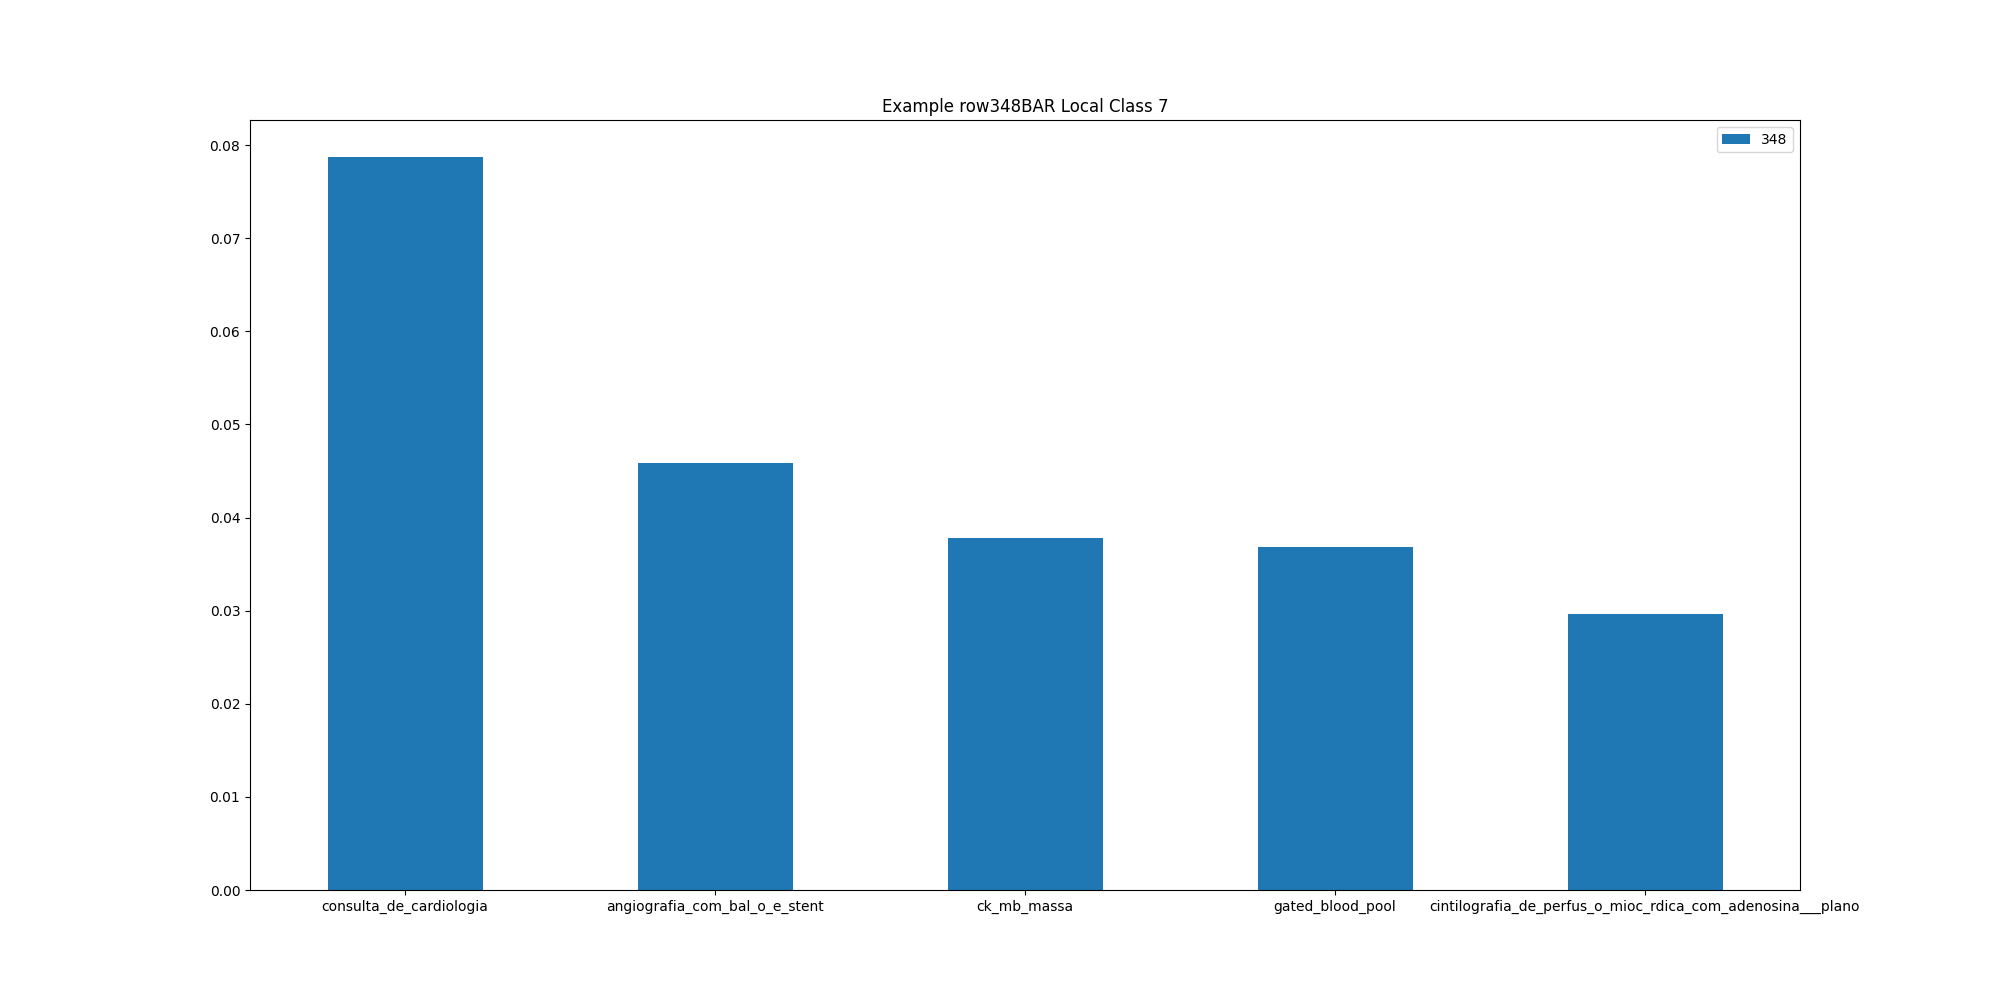 Example row348BAR Local Class 7
348
0.08
0.07
0.06
0.05
0.04
0.03
0.02
0.01
0.00
consulta_de_cardiologia
angiografia_com_bal_o_e_stent
ck_mb_massa
gated_blood_pool
cintilografia_de_perfus_o_mioc_rdica_com_adenosina___plano